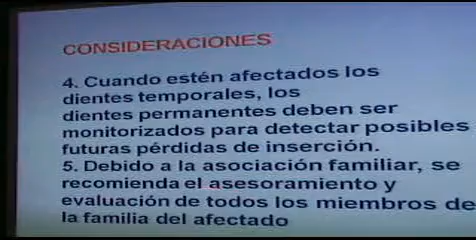 CONSIDERACIONES
4. Cuando estén afectados los
dientes temporales, los
dientes permanentes deben ser
monitorizados para detectar posibles
futuras pérdidas de inserción.
5. Debido a la asociación familiar, se
recomienda el asesoramiento y
evaluación de todos los miembros de
la familia del afectado